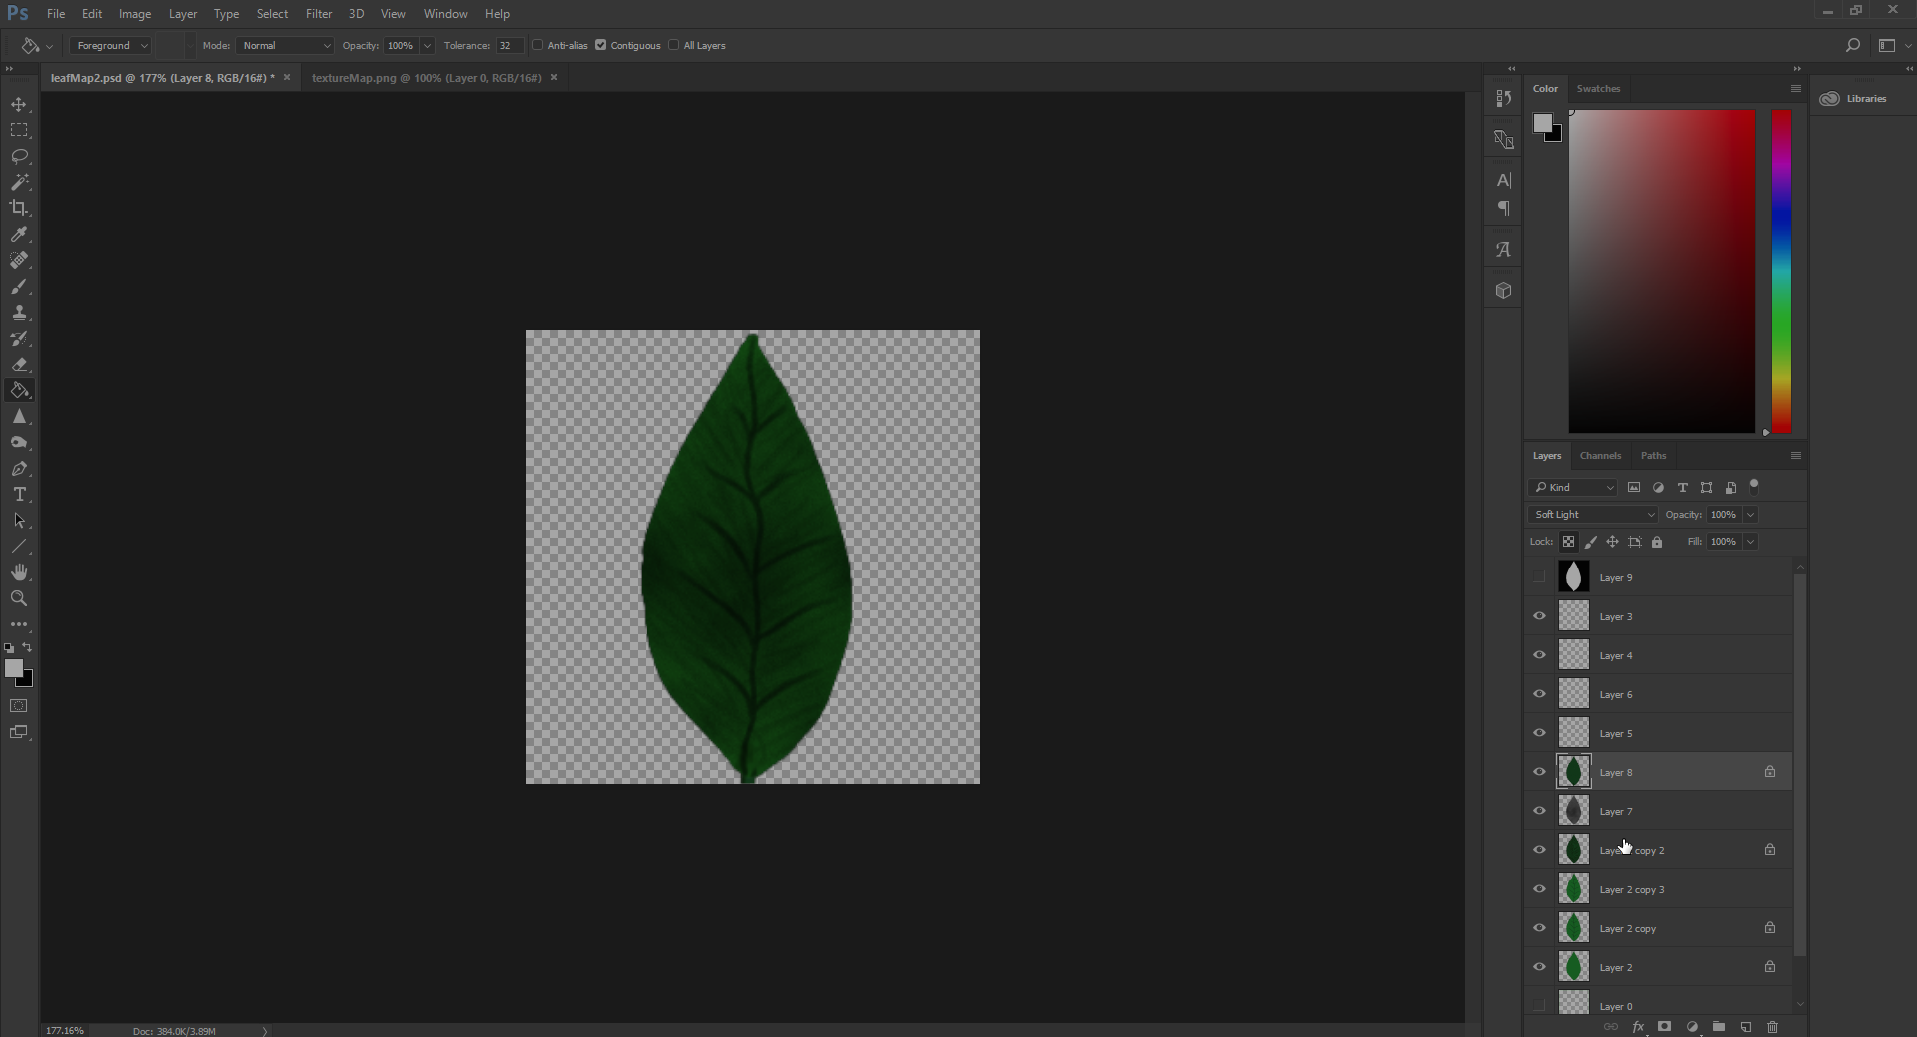 Ps File Edit Image Layer Type Select Filter 3D View Window Help
Foreground Mode: Normal Opacity: 100% Tolerance: 32 Anti-alias Contiguous All Layers
leafMap2.psd @ 177% (Layer 8, RGB/16#) * × textureMap.png @ 100% (Layer 0, RGB/16#) ×
Color Swatches
Libraries
Layers Channels Paths
Kind
Soft Light Opacity: 100%
Lock: Fill: 100%
Layer 9
Layer 3
Layer 4
Layer 6
Layer 5
Layer 8
Layer 7
copy 2
Layer 2 copy 3
Layer 2 copy
Layer 2
Layer 0
fx
177.16% Doc: 384.0K/3.89M